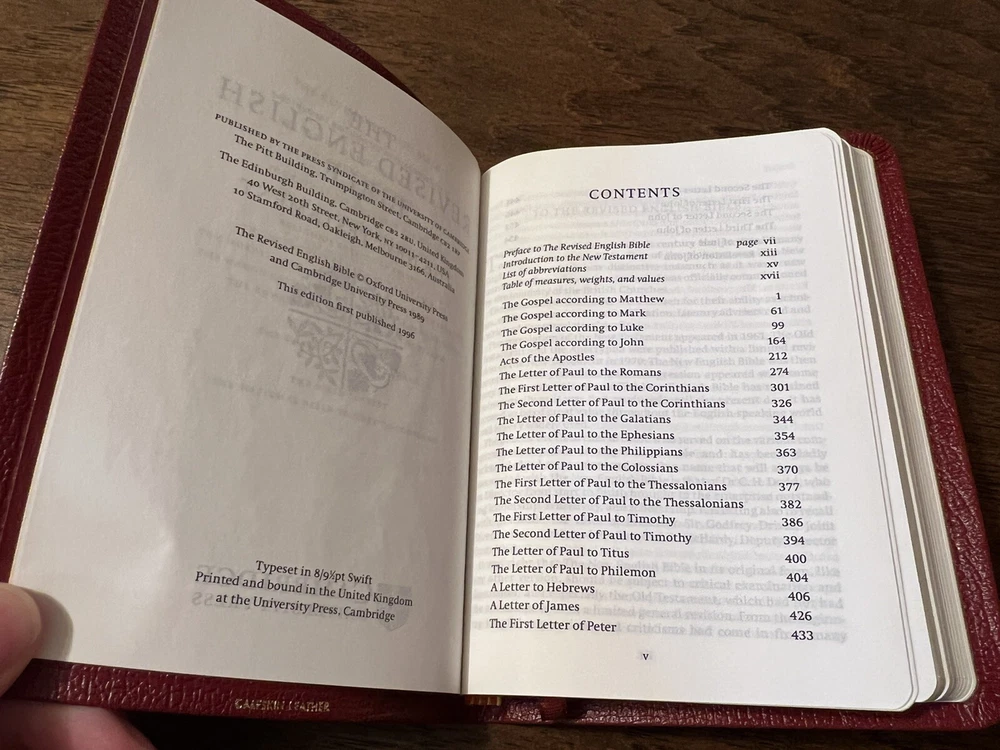 PUBLISHED BY THE PRESS SYNDICATE OF THE UNIVERSITY OF CAMBRIDGE
The Pitt Building, Trumpington Street, Cambridge CB2 1RP
The Edinburgh Building, Cambridge CB2 2RU, United Kingdom
40 West 20th Street, New York, NY 10011–4211, USA
10 Stamford Road, Oakleigh, Melbourne 3166, Australia
The Revised English Bible © Oxford University Press
and Cambridge University Press 1989
This edition first published 1996
Typeset in 8/9½pt Swift
Printed and bound in the United Kingdom
at the University Press, Cambridge
CALFSKIN LEATHER
CONTENTS
Preface to The Revised English Bible page vii
Introduction to the New Testament xiii
List of abbreviations xv
Table of measures, weights, and values xvii
The Gospel according to Matthew 1
The Gospel according to Mark 61
The Gospel according to Luke 99
The Gospel according to John 164
Acts of the Apostles 212
The Letter of Paul to the Romans 274
The First Letter of Paul to the Corinthians 301
The Second Letter of Paul to the Corinthians 326
The Letter of Paul to the Galatians 344
The Letter of Paul to the Ephesians 354
The Letter of Paul to the Philippians 363
The Letter of Paul to the Colossians 370
The First Letter of Paul to the Thessalonians 377
The Second Letter of Paul to the Thessalonians 382
The First Letter of Paul to Timothy 386
The Second Letter of Paul to Timothy 394
The Letter of Paul to Titus 400
The Letter of Paul to Philemon 404
A Letter to Hebrews 406
A Letter of James 426
The First Letter of Peter 433
v